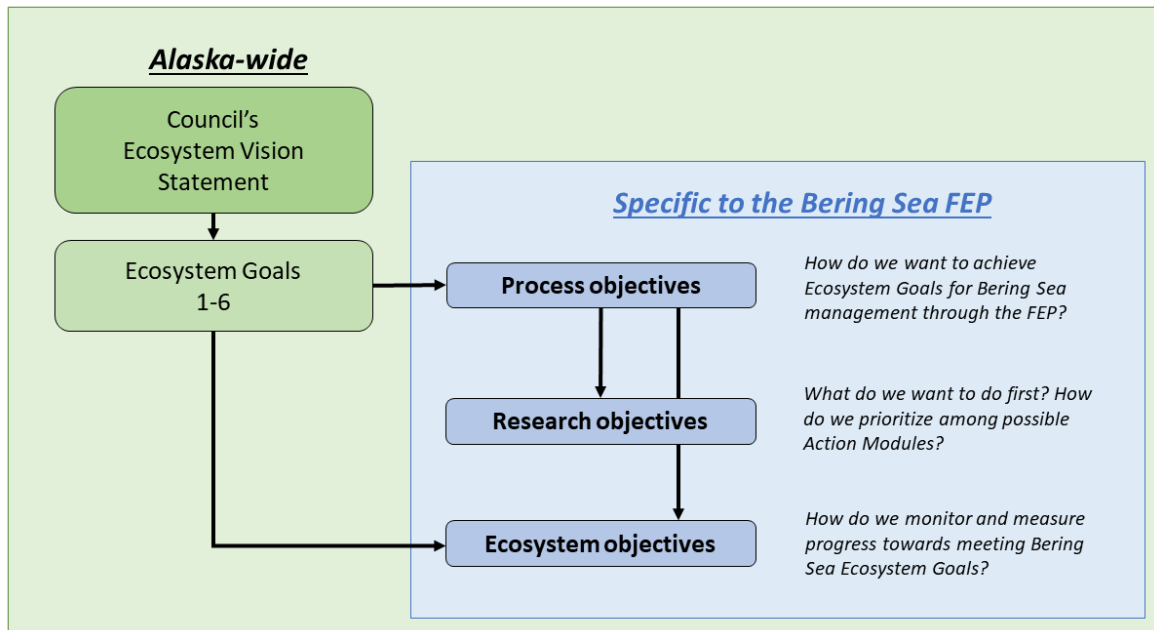 Alaska-wide
Council’s
Ecosystem Vision
Statement
Ecosystem Goals
1-6
Specific to the Bering Sea FEP
Process objectives
How do we want to achieve
Ecosystem Goals for Bering Sea
management through the FEP?
Research objectives
What do we want to do first? How
do we prioritize among possible
Action Modules?
Ecosystem objectives
How do we monitor and measure
progress towards meeting Bering
Sea Ecosystem Goals?